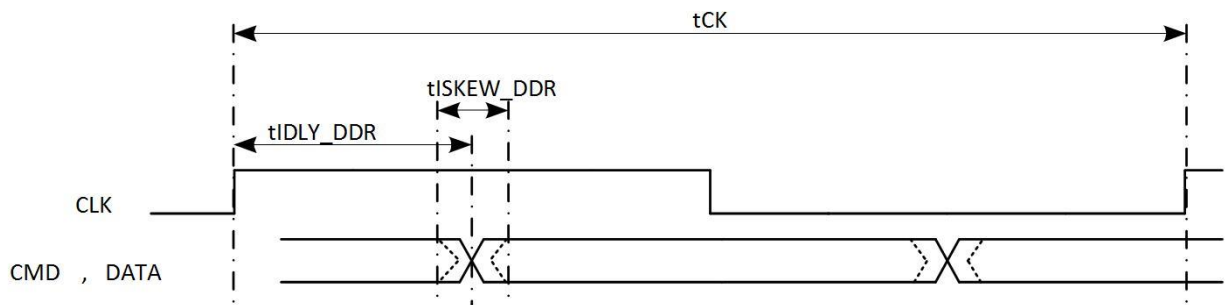 tCK
tISKEW_DDR
tIDLY_DDR
CLK
CMD , DATA